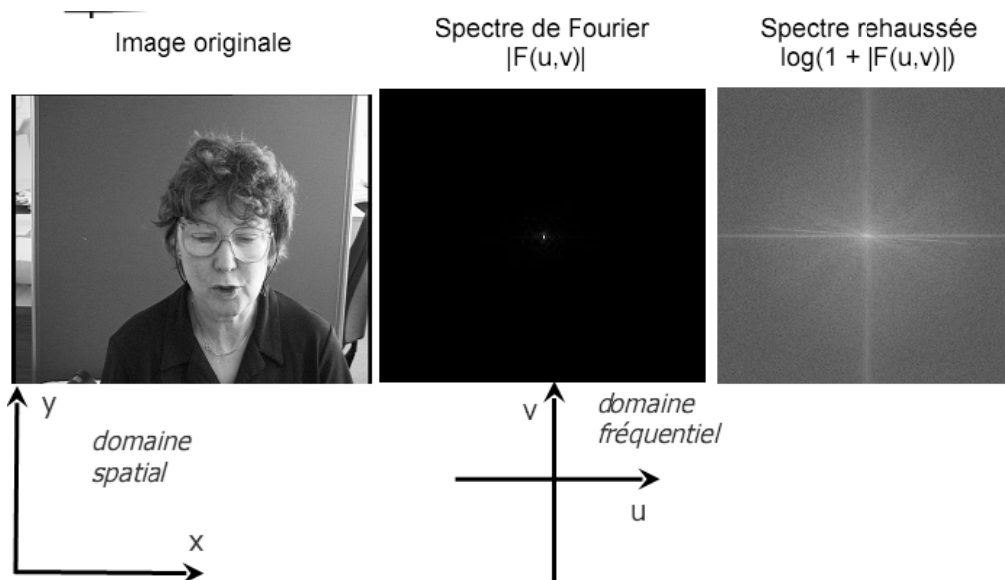 Image originale
Spectre de Fourier
|F(u,v)|
Spectre rehaussée
log(1 + |F(u,v)|)
y
domaine
spatial
x
v
domaine
fréquentiel
u